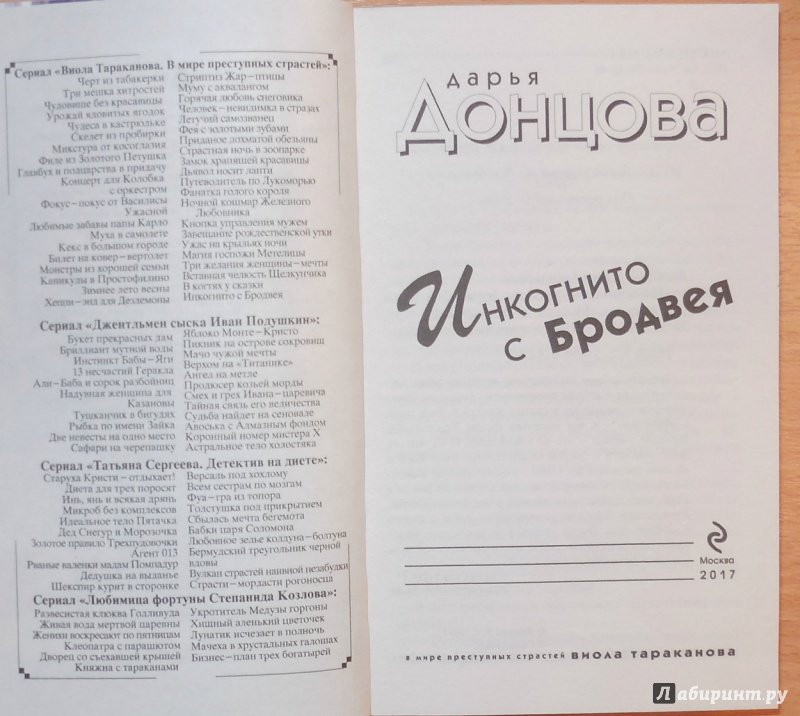 Сериал «Виола Тараканова. В мире преступных страстей»:
Черт из табакерки
Три мешка хитростей
Чудовище без красавицы
Урожай ядовитых ягодок
Чудеса в кастрюльке
Скелет из пробирки
Микстура от косоглазия
Филе из Золотого Петушка
Главбух и полцарства в придачу
Концерт для Колобка
с оркестром
Фокус-покус от Василисы
Ужасной
Любимые забавы папы Карло
Муха в самолете
Кекс в большом городе
Билет на ковер-вертолет
Монстры из хорошей семьи
Каникулы в Простофилино
Зимнее лето весны
Хеппи-энд для Дездемоны
Стриптиз Жар-птицы
Муму с аквалангом
Горячая любовь снеговика
Человек-невидимка в стразах
Летучий самозванец
Фея с золотыми зубами
Приданое лохматой обезьяны
Страстная ночь в зоопарке
Замок храпящей красавицы
Дьявол носит лапти
Путеводитель по Лукоморью
Фанатка голого короля
Ночной кошмар Железного
Любовника
Кнопка управления мужем
Завещание рождественской утки
Ужас на крыльях ночи
Магия госпожи Метелицы
Три желания женщины-мечты
Вставная челюсть Щелкунчика
В когтях у сказки
Инкогнито с Бродвея
Сериал «Джентльмен сыска Иван Подушкин»:
Букет прекрасных дам
Бриллиант мутной воды
Инстинкт Бабы-Яги
13 несчастий Геракла
Али-Баба и сорок разбойниц
Надувная женщина для
Казановы
Тушканчик в бигудях
Рыбка по имени Зайка
Две невесты на одно место
Сафари на черепашку
Яблоко Монте-Кристо
Пикник на острове сокровищ
Мачо чужой мечты
Верхом на «Титанике»
Ангел на метле
Продюсер козьей морды
Смех и грех Ивана-царевича
Тайная связь его величества
Судьба найдет на сеновале
Авоська с Алмазным фондом
Коронный номер мистера Х
Астральное тело холостяка
Сериал «Татьяна Сергеева. Детектив на диете»:
Старуха Кристи – отдыхает!
Диета для трех поросят
Инь, янь и всякая дрянь
Микроб без комплексов
Идеальное тело Пятачка
Дед Снегур и Морозочка
Золотое правило Трехпудовочки
Агент 013
Рваные валенки мадам Помпадур
Дедушка на выданье
Шекспир курит в сторонке
Версаль под хохлому
Всем сестрам по мозгам
Фуа-гра из топора
Толстушка под прикрытием
Сбылась мечта бегемота
Бабки царя Соломона
Любовное зелье колдуна-болтуна
Бермудский треугольник черной
вдовы
Вулкан страстей наивной незабудки
Страсти-мордасти рогоносца
Сериал «Любимица фортуны Степанида Козлова»:
Развесистая клюква Голливуда
Живая вода мертвой царевны
Женихи воскресают по пятницам
Клеопатра с парашютом
Дворец со съехавшей крышей
Княжна с тараканами
Укротитель Медузы горгоны
Хищный аленький цветочек
Лунатик исчезает в полночь
Мачеха в хрустальных галошах
Бизнес-план трех богатырей
дарья
Донцова
Инкогнито
с Бродвея
Москва
2017
в мире преступных страстей виола тараканова
Лабиринт.ру